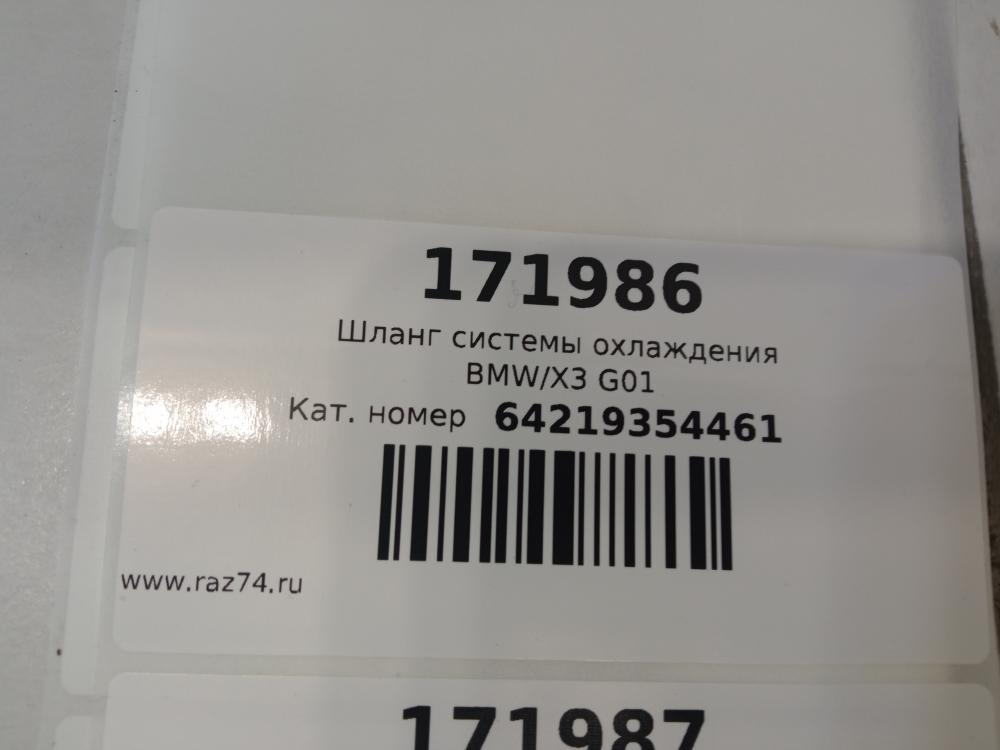 171986
Шланг системы охлаждения
BMW/X3 G01
Кат. номер 64219354461
www.raz74.ru
171987